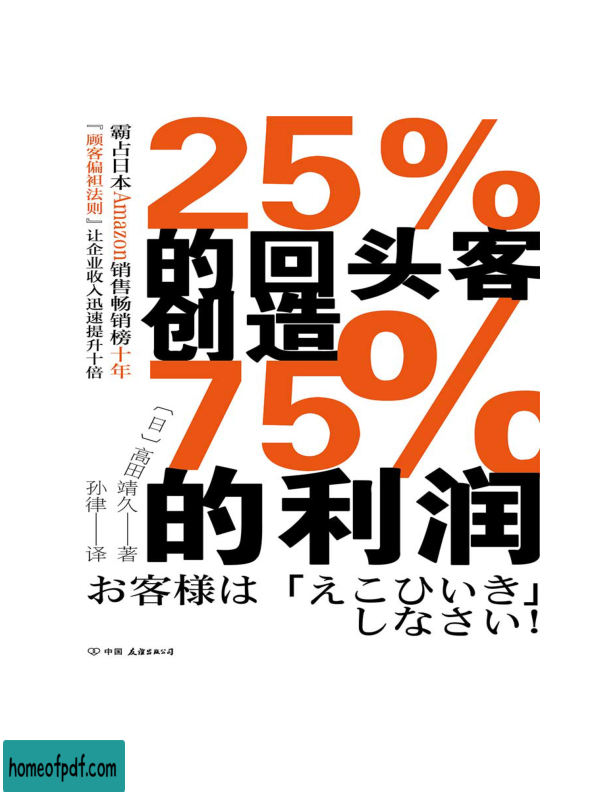 25%
的回头客
创造
75%
的利润
霸占日本Amazon销售畅销榜十年
『顾客偏袒法则』让企业收入迅速提升十倍
〔日〕高田靖久——著
孙律——译
お客様は「えこひいき」
しなさい!
中国友谊出版公司
homeofpdf.com